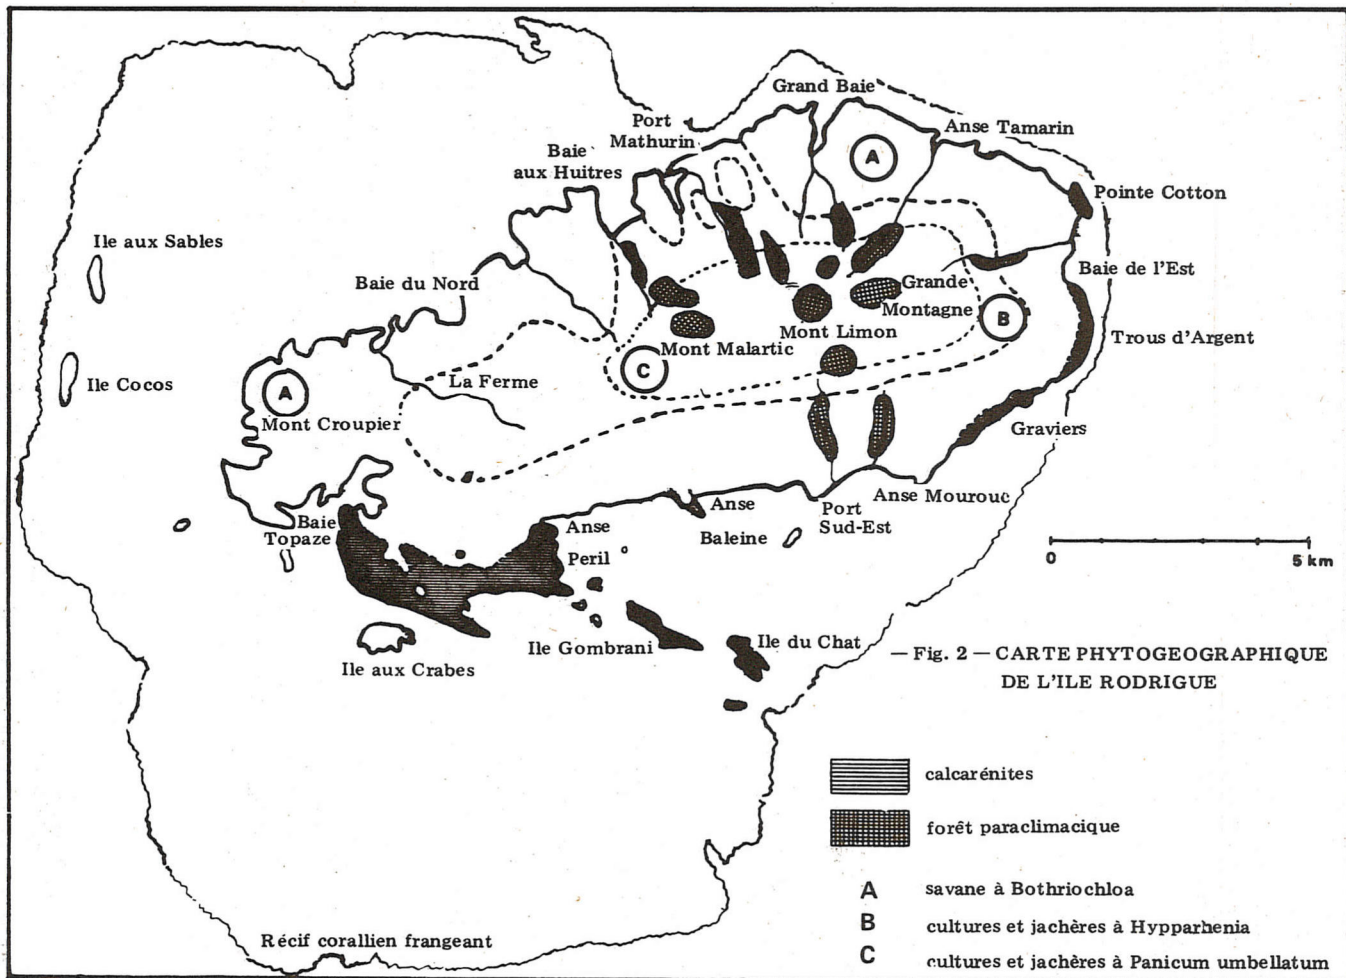 Grand Baie
Port
Mathurin
Anse Tamarin
Baie
aux Huitres
A
Pointe Cotton
Ile aux Sables
Baie du Nord
Baie de l'Est
Grande
Montagne
B
Mont Limon
Mont Malartic
Trous d'Argent
Ile Cocos
C
La Ferme
A
Mont Croupier
Graviers
Anse Mourouc
Port
Sud-Est
Anse
Baleine
Anse
Peril
Baie
Topaze
0
5 km
Ile Gombrani
Ile du Chat
Ile aux Crabes
— Fig. 2 — CARTE PHYTOGEOGRAPHIQUE
DE L'ILE RODRIGUE
calcarénites
forêt paraclimacique
A savane à Bothriochloa
B cultures et jachères à Hypparhenia
C cultures et jachères à Panicum umbellatum
Récif corallien frangeant